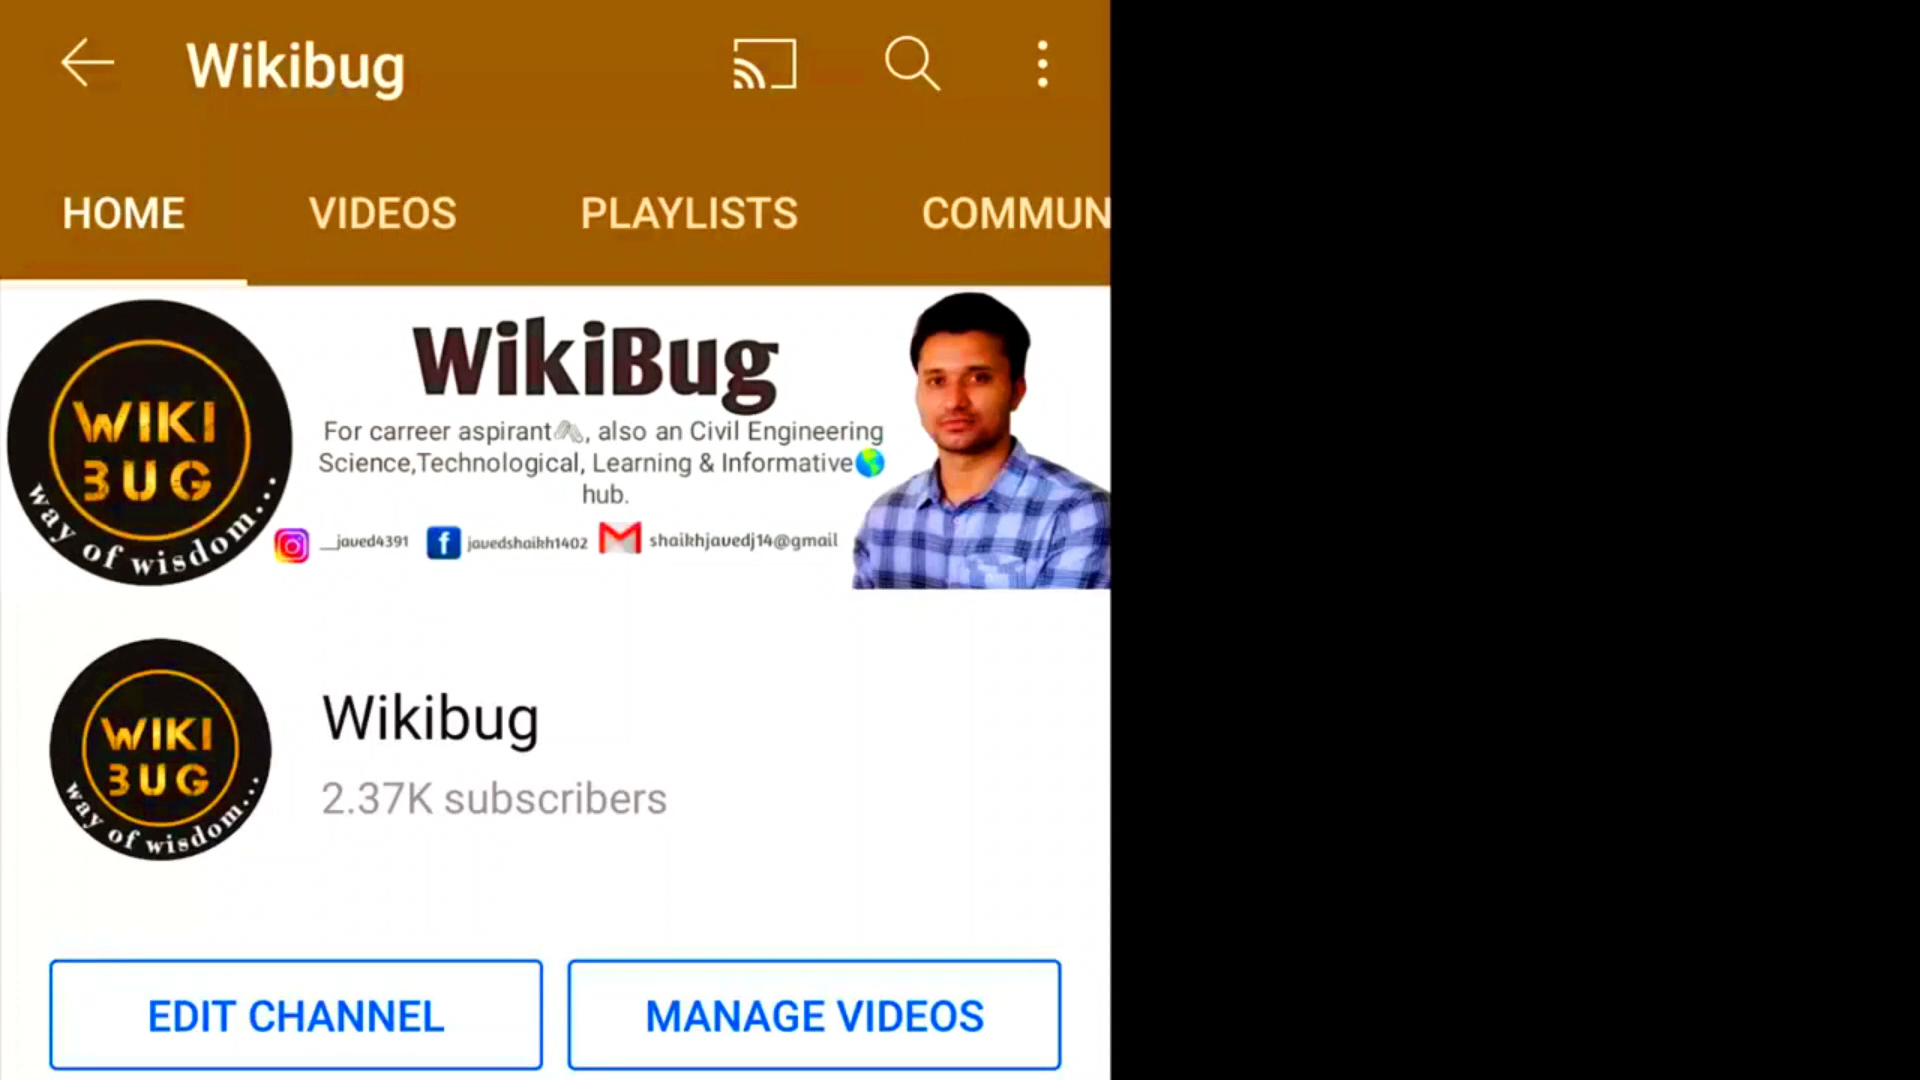 Wikibug
HOME VIDEOS PLAYLISTS COMMUN
WIKI
BUG
way of wisdom...
WikiBug
For carreer aspirant, also an Civil Engineering
Science,Technological, Learning & Informative
hub.
__javed4391 javedshaikh1402 shaikhjavedj14@gmail
WIKI
BUG
way of wisdom...
Wikibug
2.37K subscribers
EDIT CHANNEL MANAGE VIDEOS